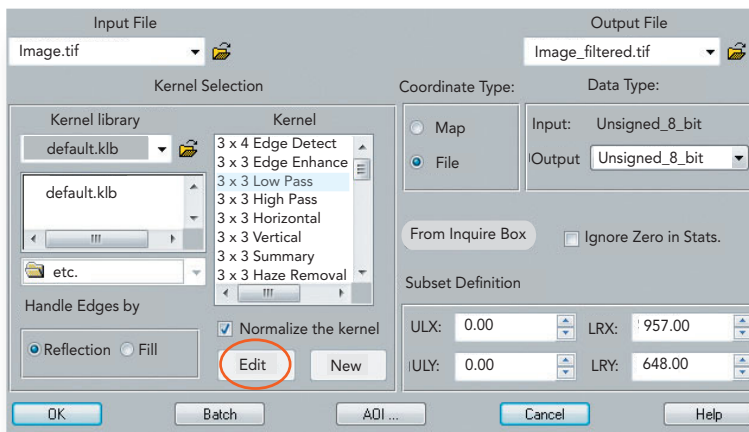 Input File
Output File
Image.tif
Image_filtered.tif
Kernel Selection
Coordinate Type:
Data Type:
Kernel library
Kernel
default.klb
default.klb
etc.
3 x 4 Edge Detect
3 x 3 Edge Enhance
3 x 3 Low Pass
3 x 3 High Pass
3 x 3 Horizontal
3 x 3 Vertical
3 x 3 Summary
3 x 3 Haze Removal
Map
File
Input: Unsigned_8_bit
Output Unsigned_8_bit
From Inquire Box
Ignore Zero in Stats.
Handle Edges by
Reflection Fill
Normalize the kernel
Edit New
Subset Definition
ULX: 0.00 LRX: 957.00
ULY: 0.00 LRY: 648.00
OK Batch AOI ... Cancel Help